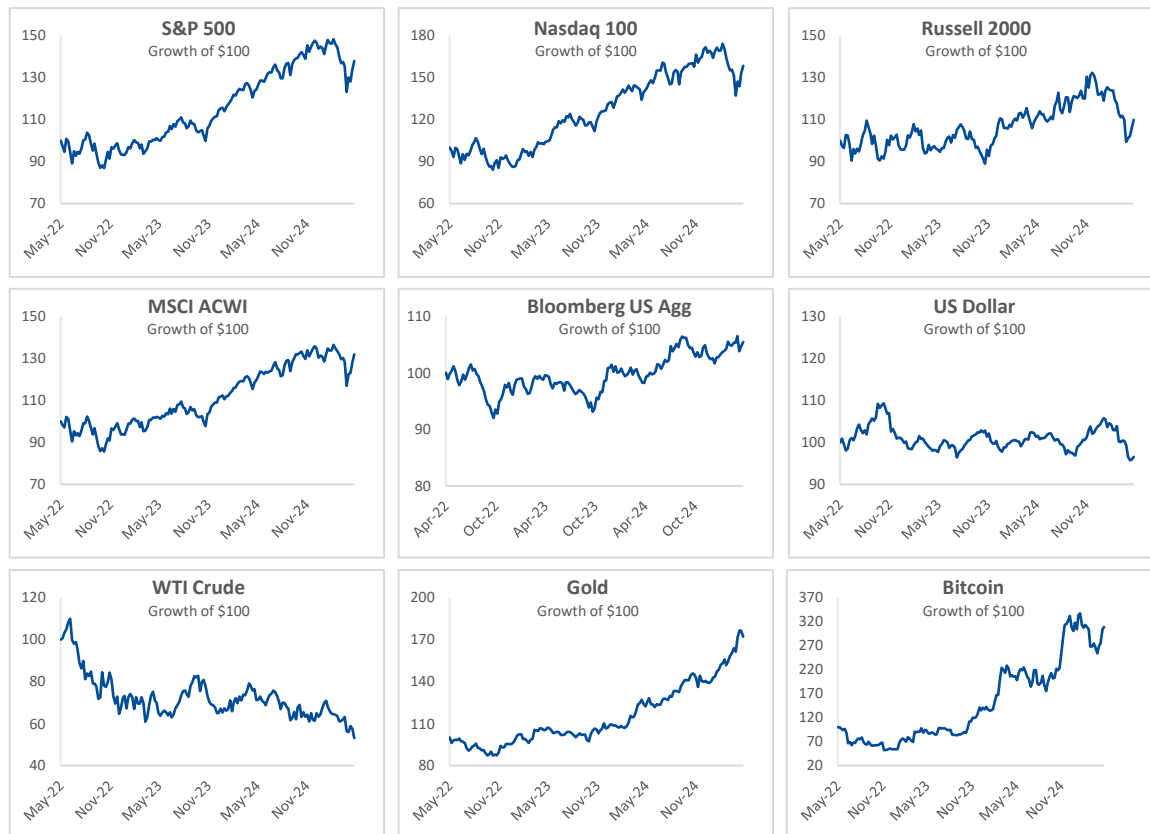 S&P 500
Growth of $100
150
130
110
90
70
May-22
Nov-22
May-23
Nov-23
May-24
Nov-24
Nasdaq 100
Growth of $100
180
160
140
120
100
80
60
May-22
Nov-22
May-23
Nov-23
May-24
Nov-24
Russell 2000
Growth of $100
150
140
130
120
110
100
90
80
70
May-22
Nov-22
May-23
Nov-23
May-24
Nov-24
MSCI ACWI
Growth of $100
150
130
110
90
70
May-22
Nov-22
May-23
Nov-23
May-24
Nov-24
Bloomberg US Agg
Growth of $100
110
100
90
80
Apr-22
Oct-22
Apr-23
Oct-23
Apr-24
Oct-24
US Dollar
Growth of $100
130
120
110
100
90
May-22
Nov-22
May-23
Nov-23
May-24
Nov-24
WTI Crude
Growth of $100
120
100
80
60
40
May-22
Nov-22
May-23
Nov-23
May-24
Nov-24
Gold
Growth of $100
200
170
140
110
80
May-22
Nov-22
May-23
Nov-23
May-24
Nov-24
Bitcoin
Growth of $100
370
320
270
220
170
120
70
20
May-22
Nov-22
May-23
Nov-23
May-24
Nov-24